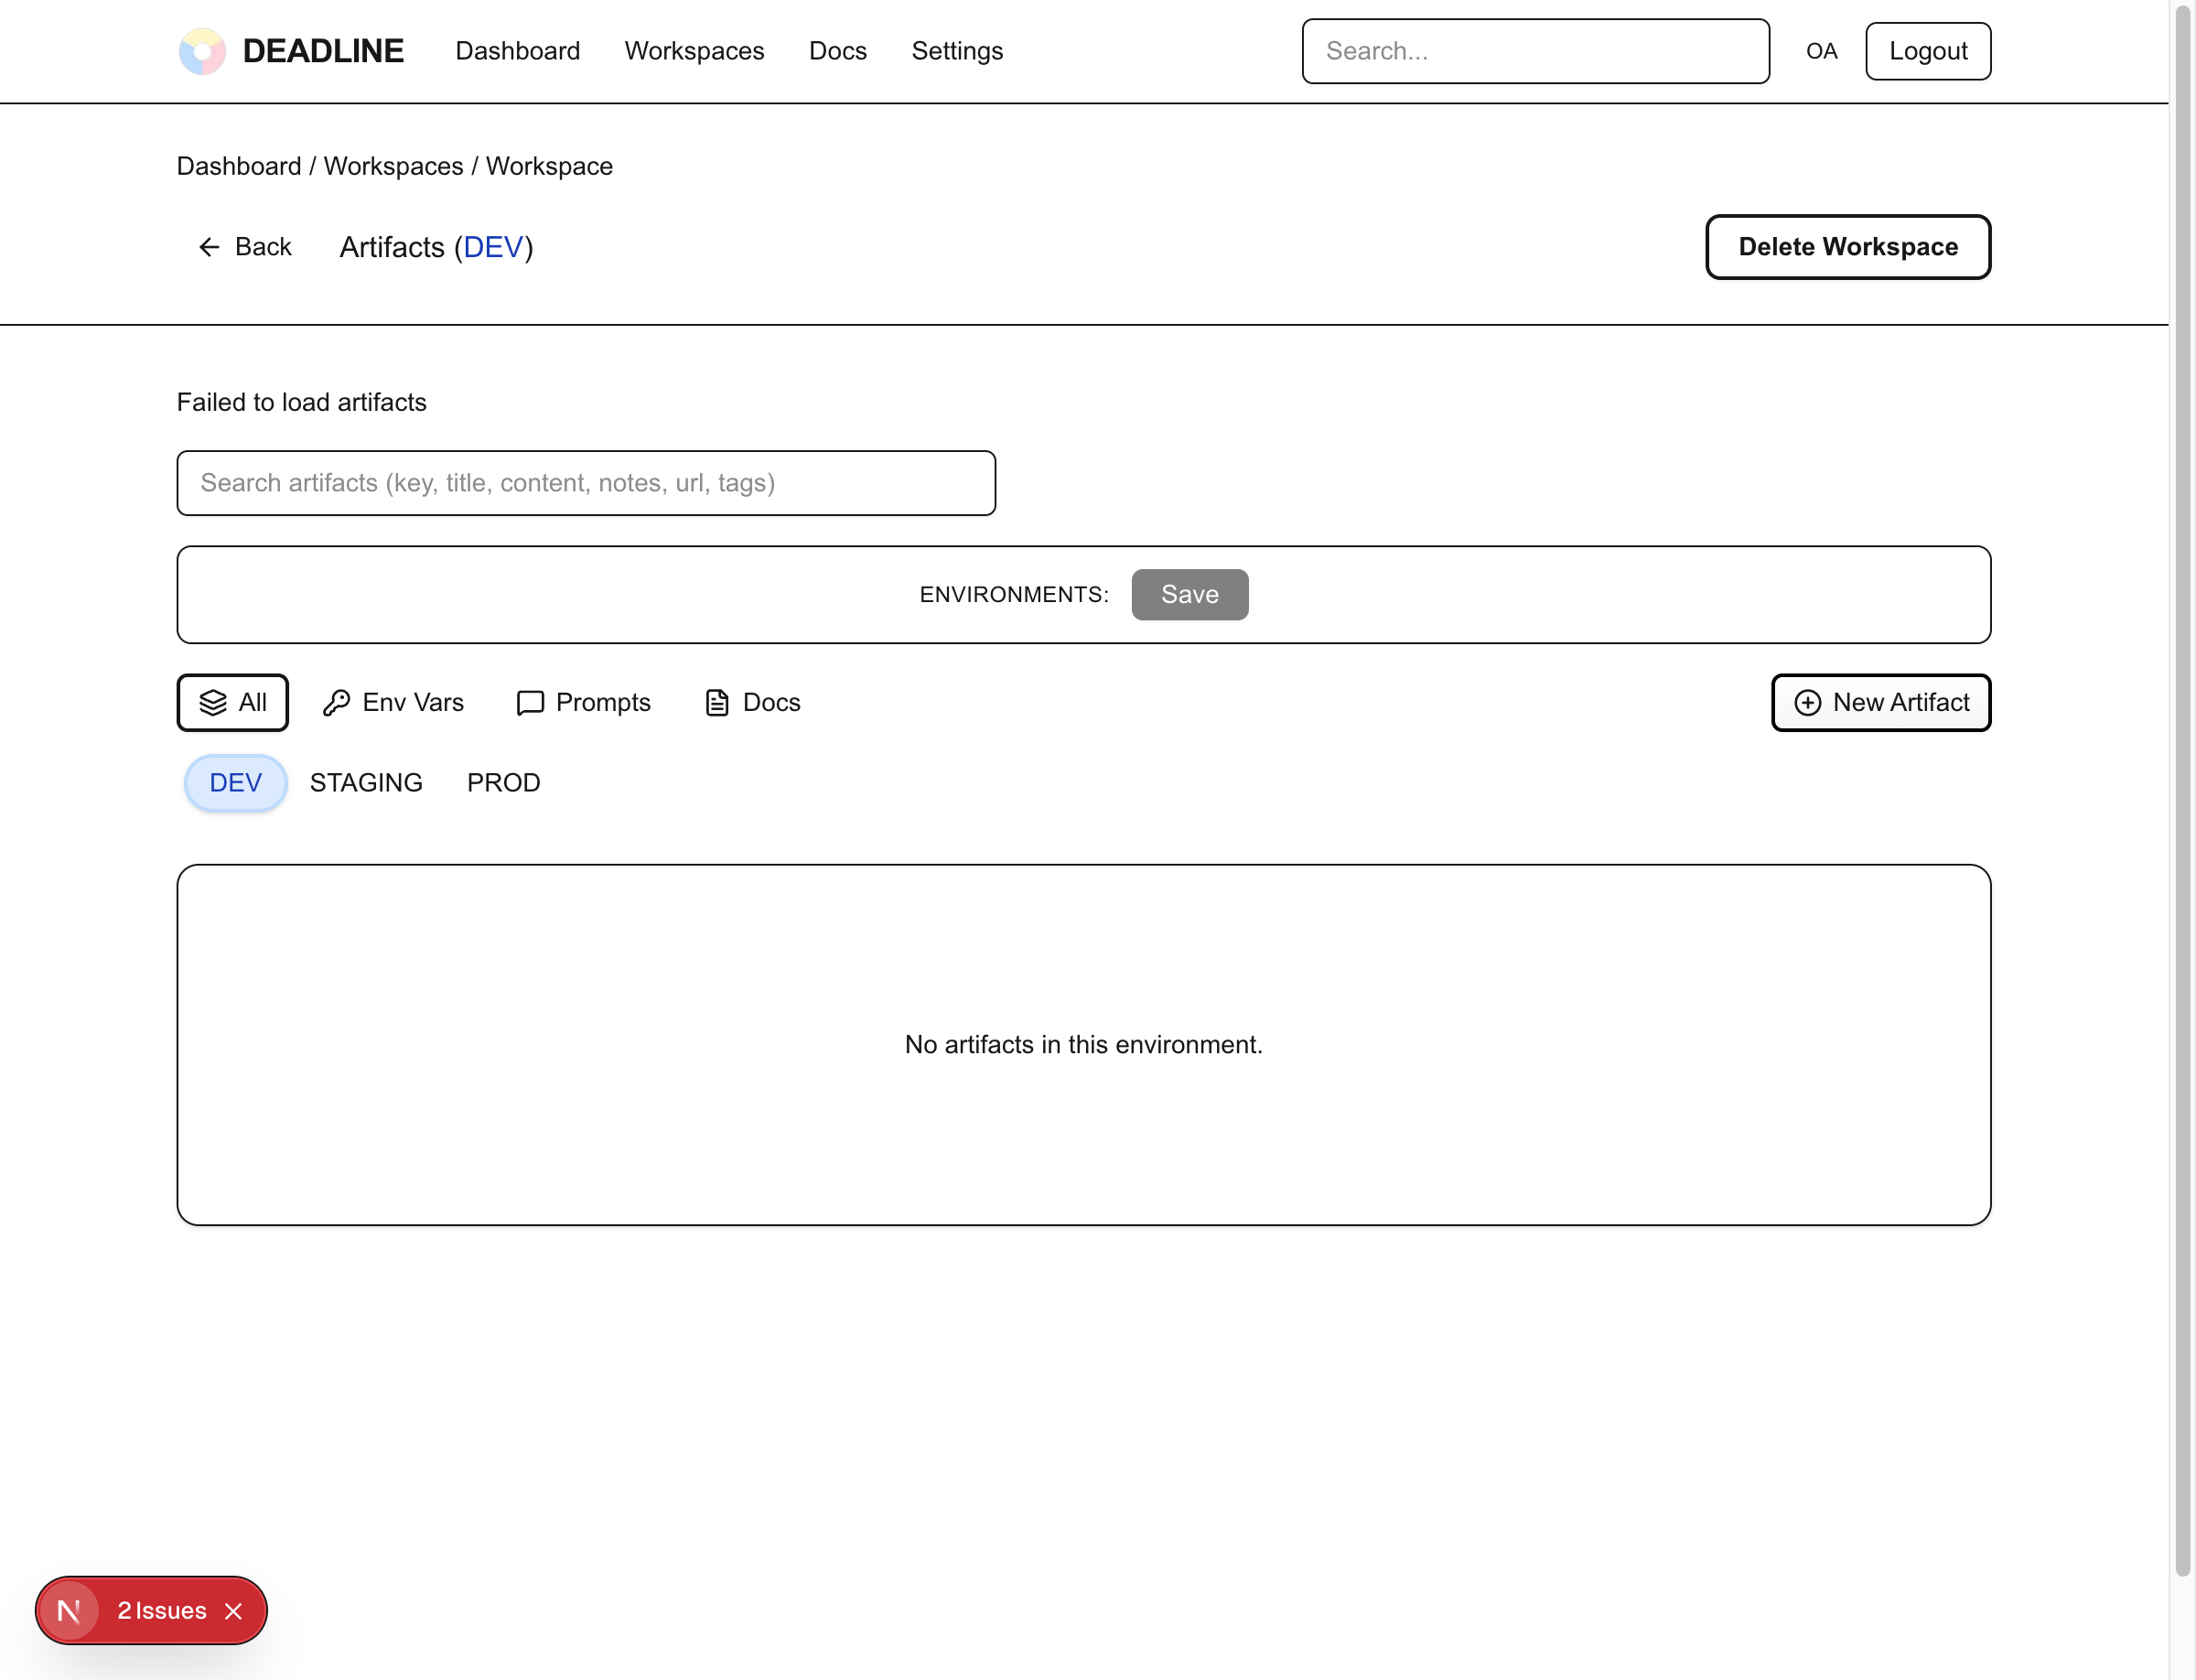 DEADLINE Dashboard Workspaces Docs Settings Search... OA Logout
Dashboard / Workspaces / Workspace
Back Artifacts (DEV) Delete Workspace
Failed to load artifacts
Search artifacts (key, title, content, notes, url, tags)
ENVIRONMENTS: Save
All Env Vars Prompts Docs New Artifact
DEV STAGING PROD
No artifacts in this environment.
N 2 Issues